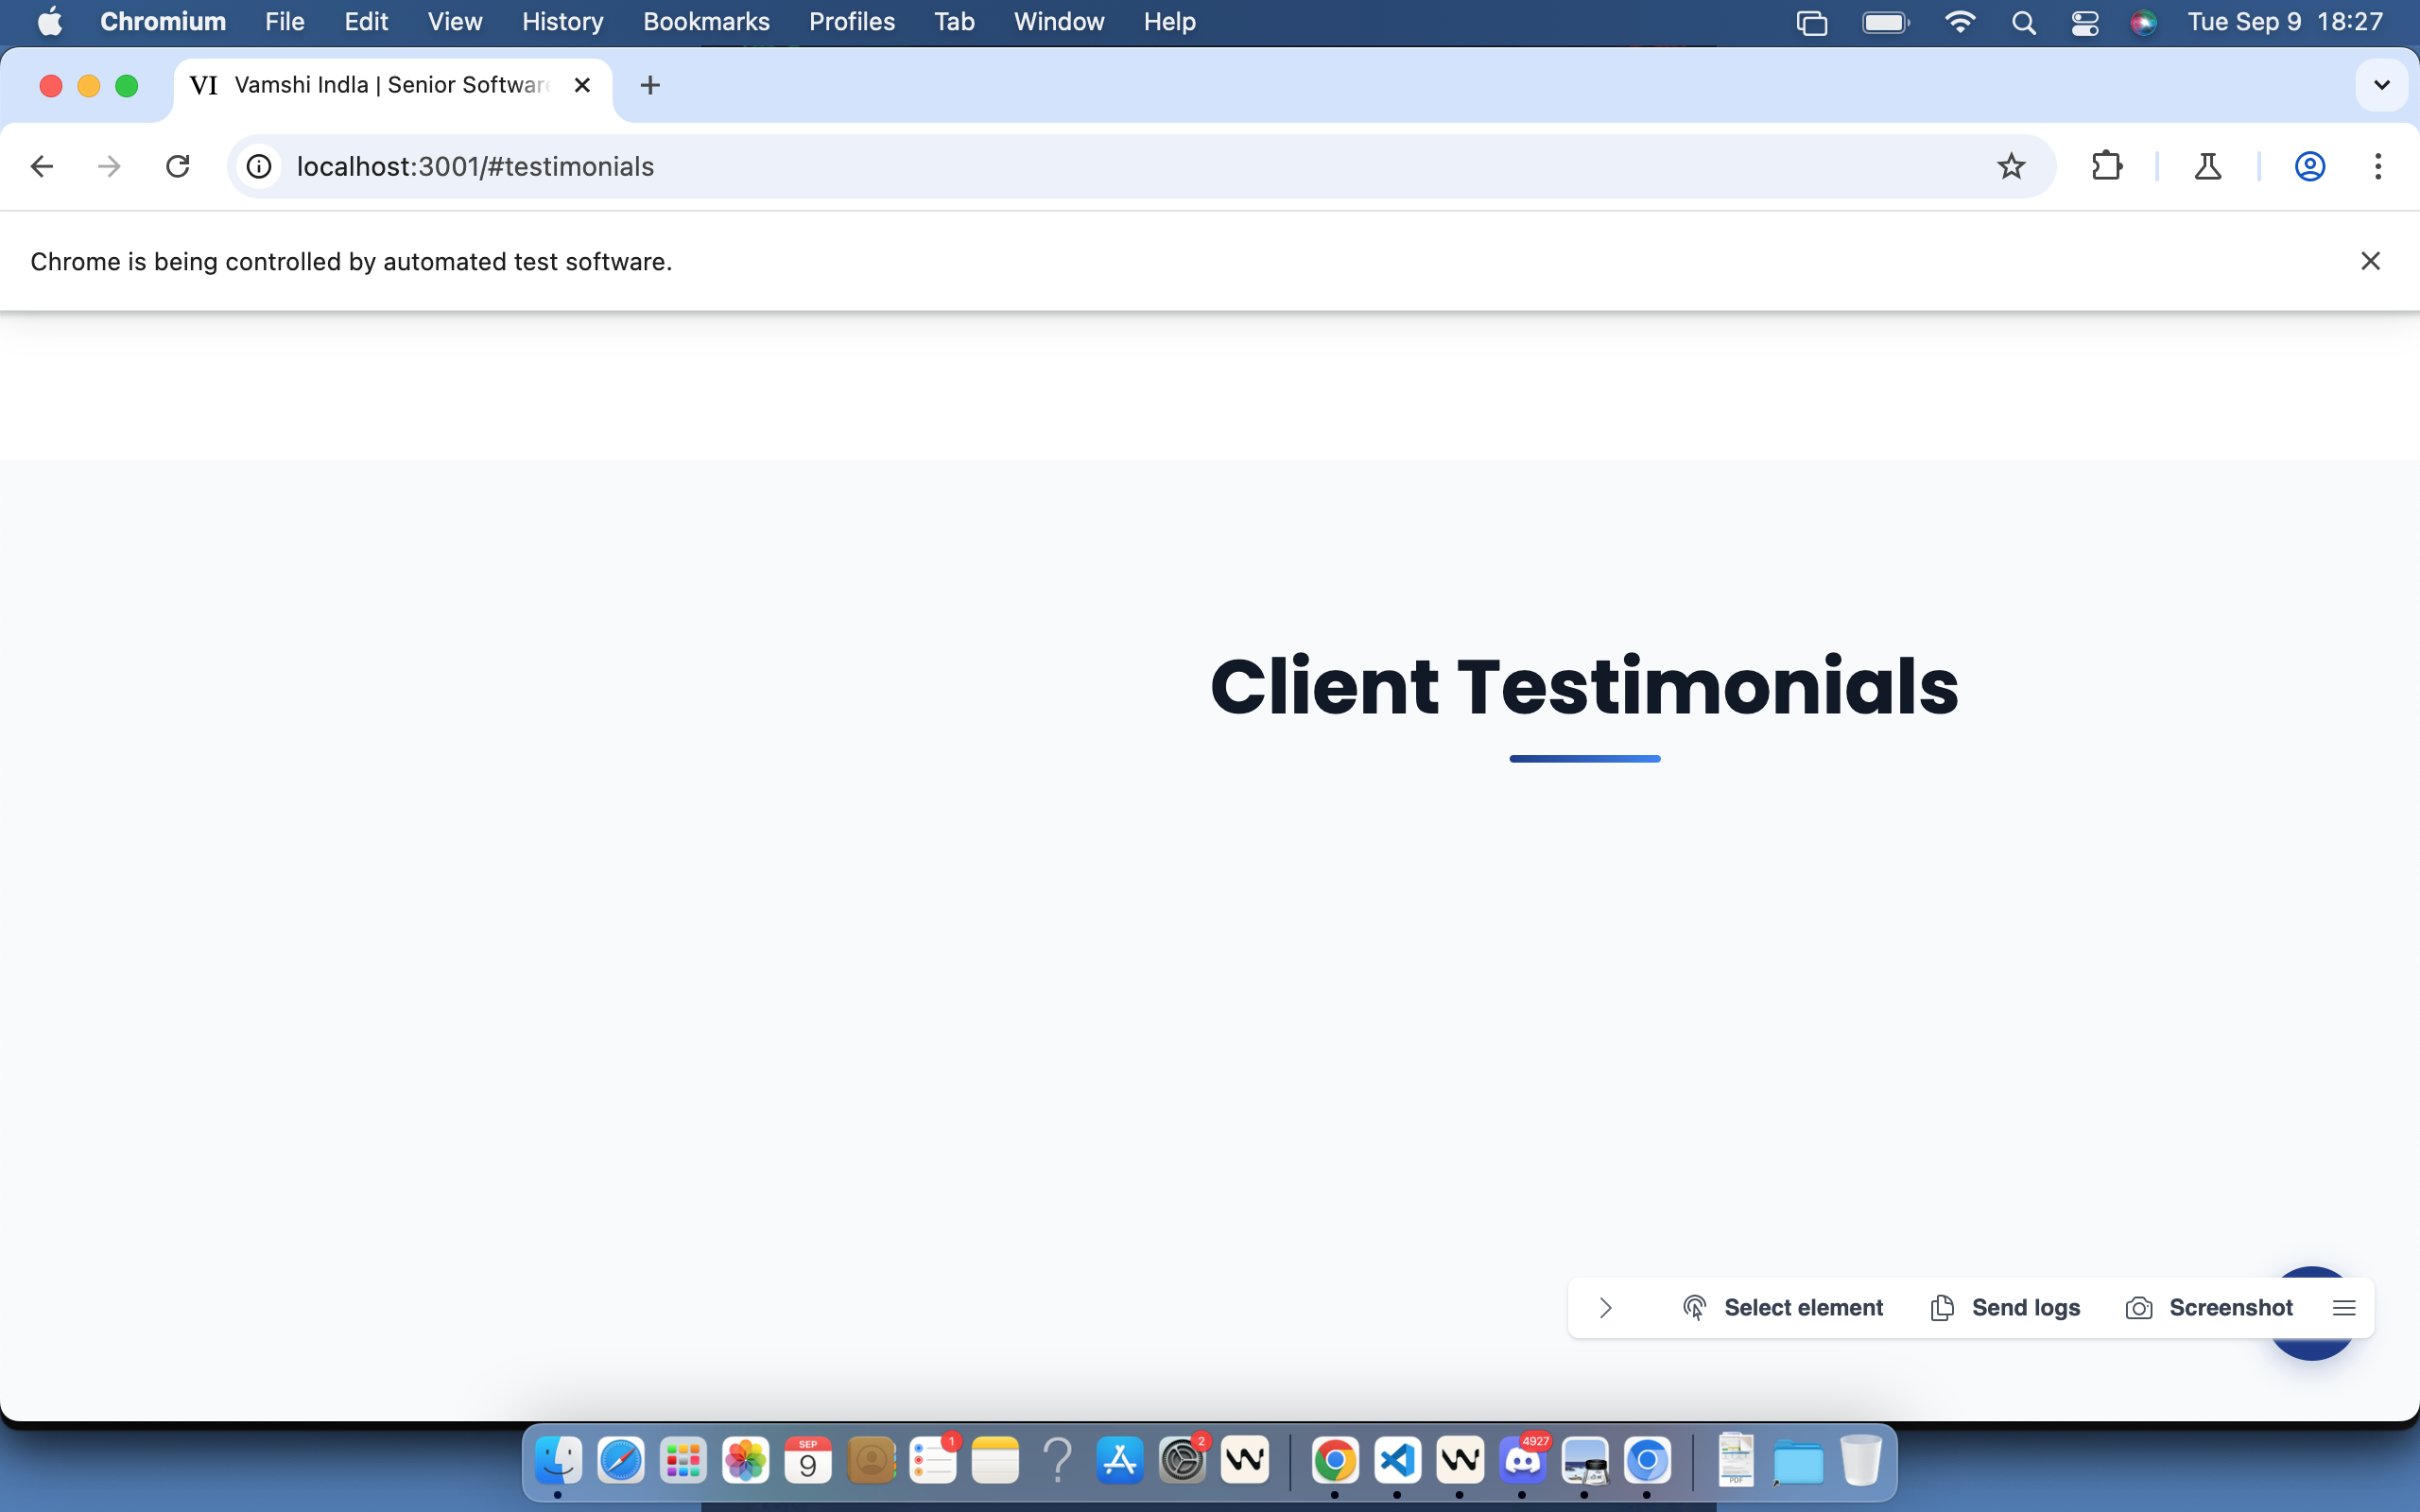 Chromium File Edit View History Bookmarks Profiles Tab Window Help Tue Sep 9 18:27
VI Vamshi Indla | Senior Softwar
localhost:3001/#testimonials
Chrome is being controlled by automated test software.
Client Testimonials
Select element Send logs Screenshot
SEP
9
1
2
4927
PDF